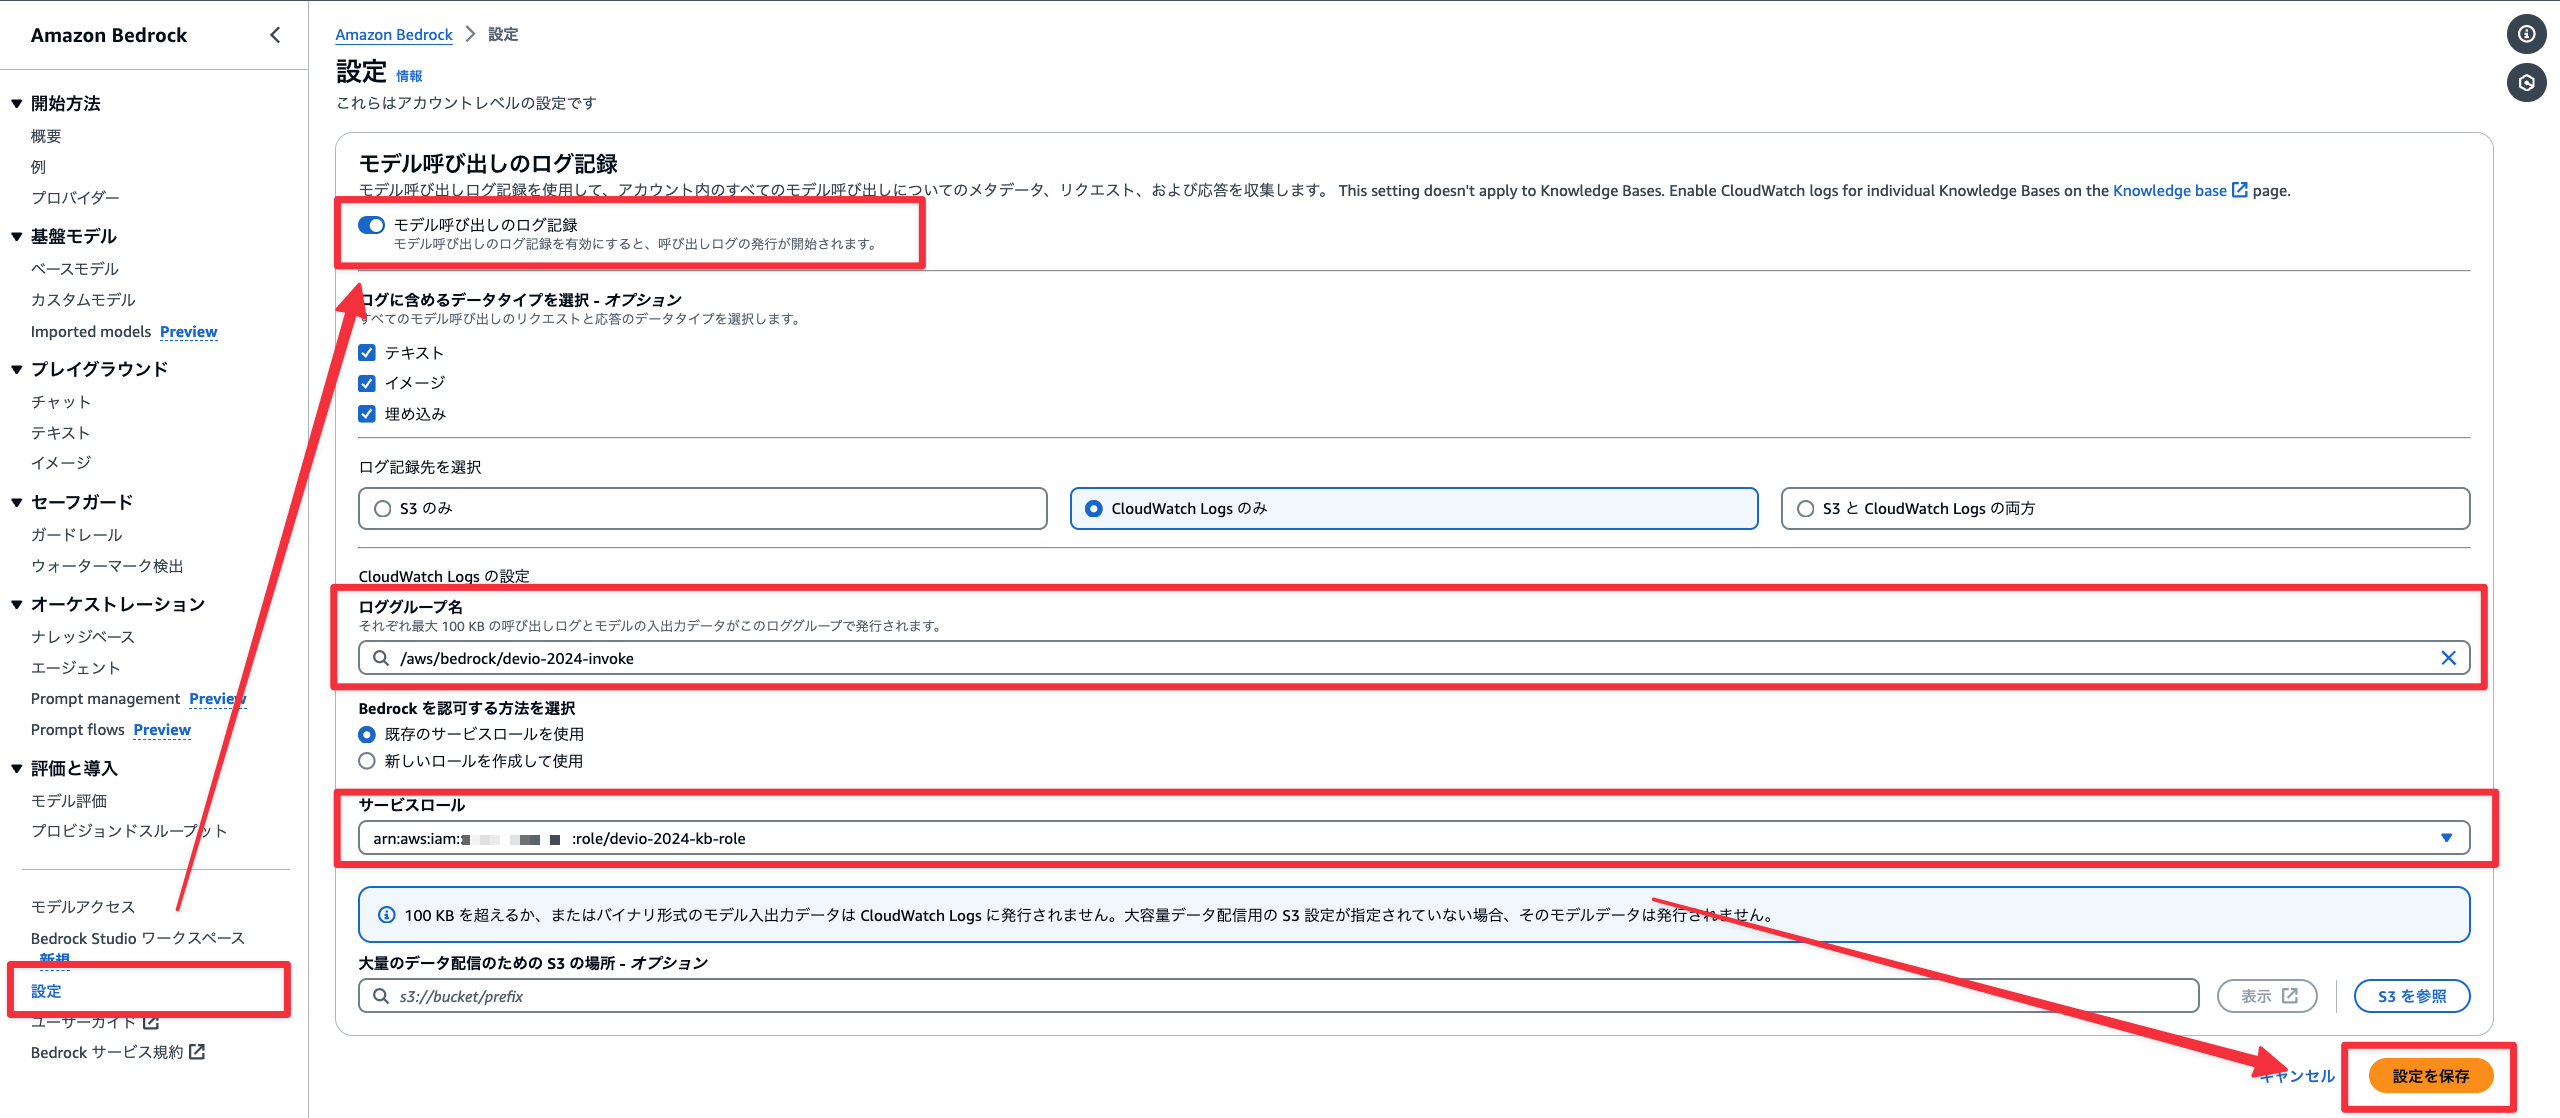 Amazon Bedrock
開始方法
概要
例
プロバイダー
基盤モデル
ベースモデル
カスタムモデル
Imported models Preview
プレイグラウンド
チャット
テキスト
イメージ
セーフガード
ガードレール
ウォーターマーク検出
オーケストレーション
ナレッジベース
エージェント
Prompt management Preview
Prompt flows Preview
評価と導入
モデル評価
プロビジョンドスループット
モデルアクセス
Bedrock Studio ワークスペース
新規
設定
ユーザーガイド
Bedrock サービス規約
Amazon Bedrock > 設定
設定 情報
これらはアカウントレベルの設定です
モデル呼び出しのログ記録
モデル呼び出しログ記録を使用して、アカウント内のすべてのモデル呼び出しについてのメタデータ、リクエスト、および応答を収集します。 This setting doesn't apply to Knowledge Bases. Enable CloudWatch logs for individual Knowledge Bases on the Knowledge base page.
モデル呼び出しのログ記録
モデル呼び出しのログ記録を有効にすると、呼び出しログの発行が開始されます。
ログに含めるデータタイプを選択 - オプション
すべてのモデル呼び出しのリクエストと応答のデータタイプを選択します。
テキスト
イメージ
埋め込み
ログ記録先を選択
S3 のみ
CloudWatch Logs のみ
S3 と CloudWatch Logs の両方
CloudWatch Logs の設定
ロググループ名
それぞれ最大 100 KB の呼び出しログとモデルの入出力データがこのロググループで発行されます。
/aws/bedrock/devio-2024-invoke
Bedrock を認可する方法を選択
既存のサービスロールを使用
新しいロールを作成して使用
サービスロール
arn:aws:iam:: :role/devio-2024-kb-role
100 KB を超えるか、またはバイナリ形式のモデル入出力データは CloudWatch Logs に発行されません。大容量データ配信用の S3 設定が指定されていない場合、そのモデルデータは発行されません。
大量のデータ配信のための S3 の場所 - オプション
s3://bucket/prefix
表示
S3 を参照
キャンセル
設定を保存